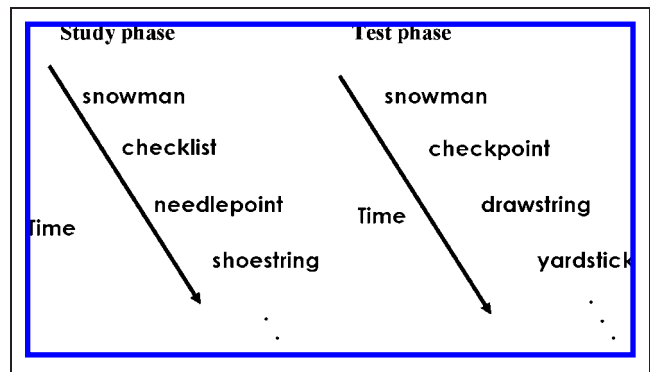 Study phase
Test phase
snowman
snowman
checklist
checkpoint
needlepoint
drawstring
Time
Time
shoestring
yardstick